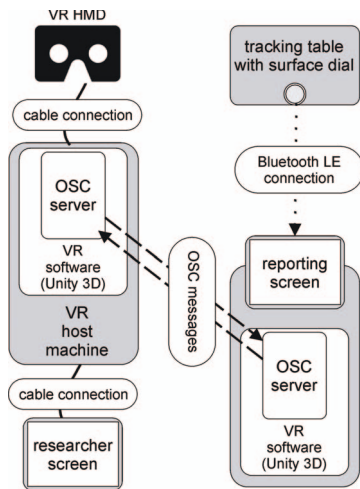 VR HMD
cable connection
OSC
server
VR
software
(Unity 3D)
VR
host
machine
cable connection
researcher
screen
OSC messages
tracking table
with surface dial
Bluetooth LE
connection
reporting
screen
OSC
server
VR
software
(Unity 3D)